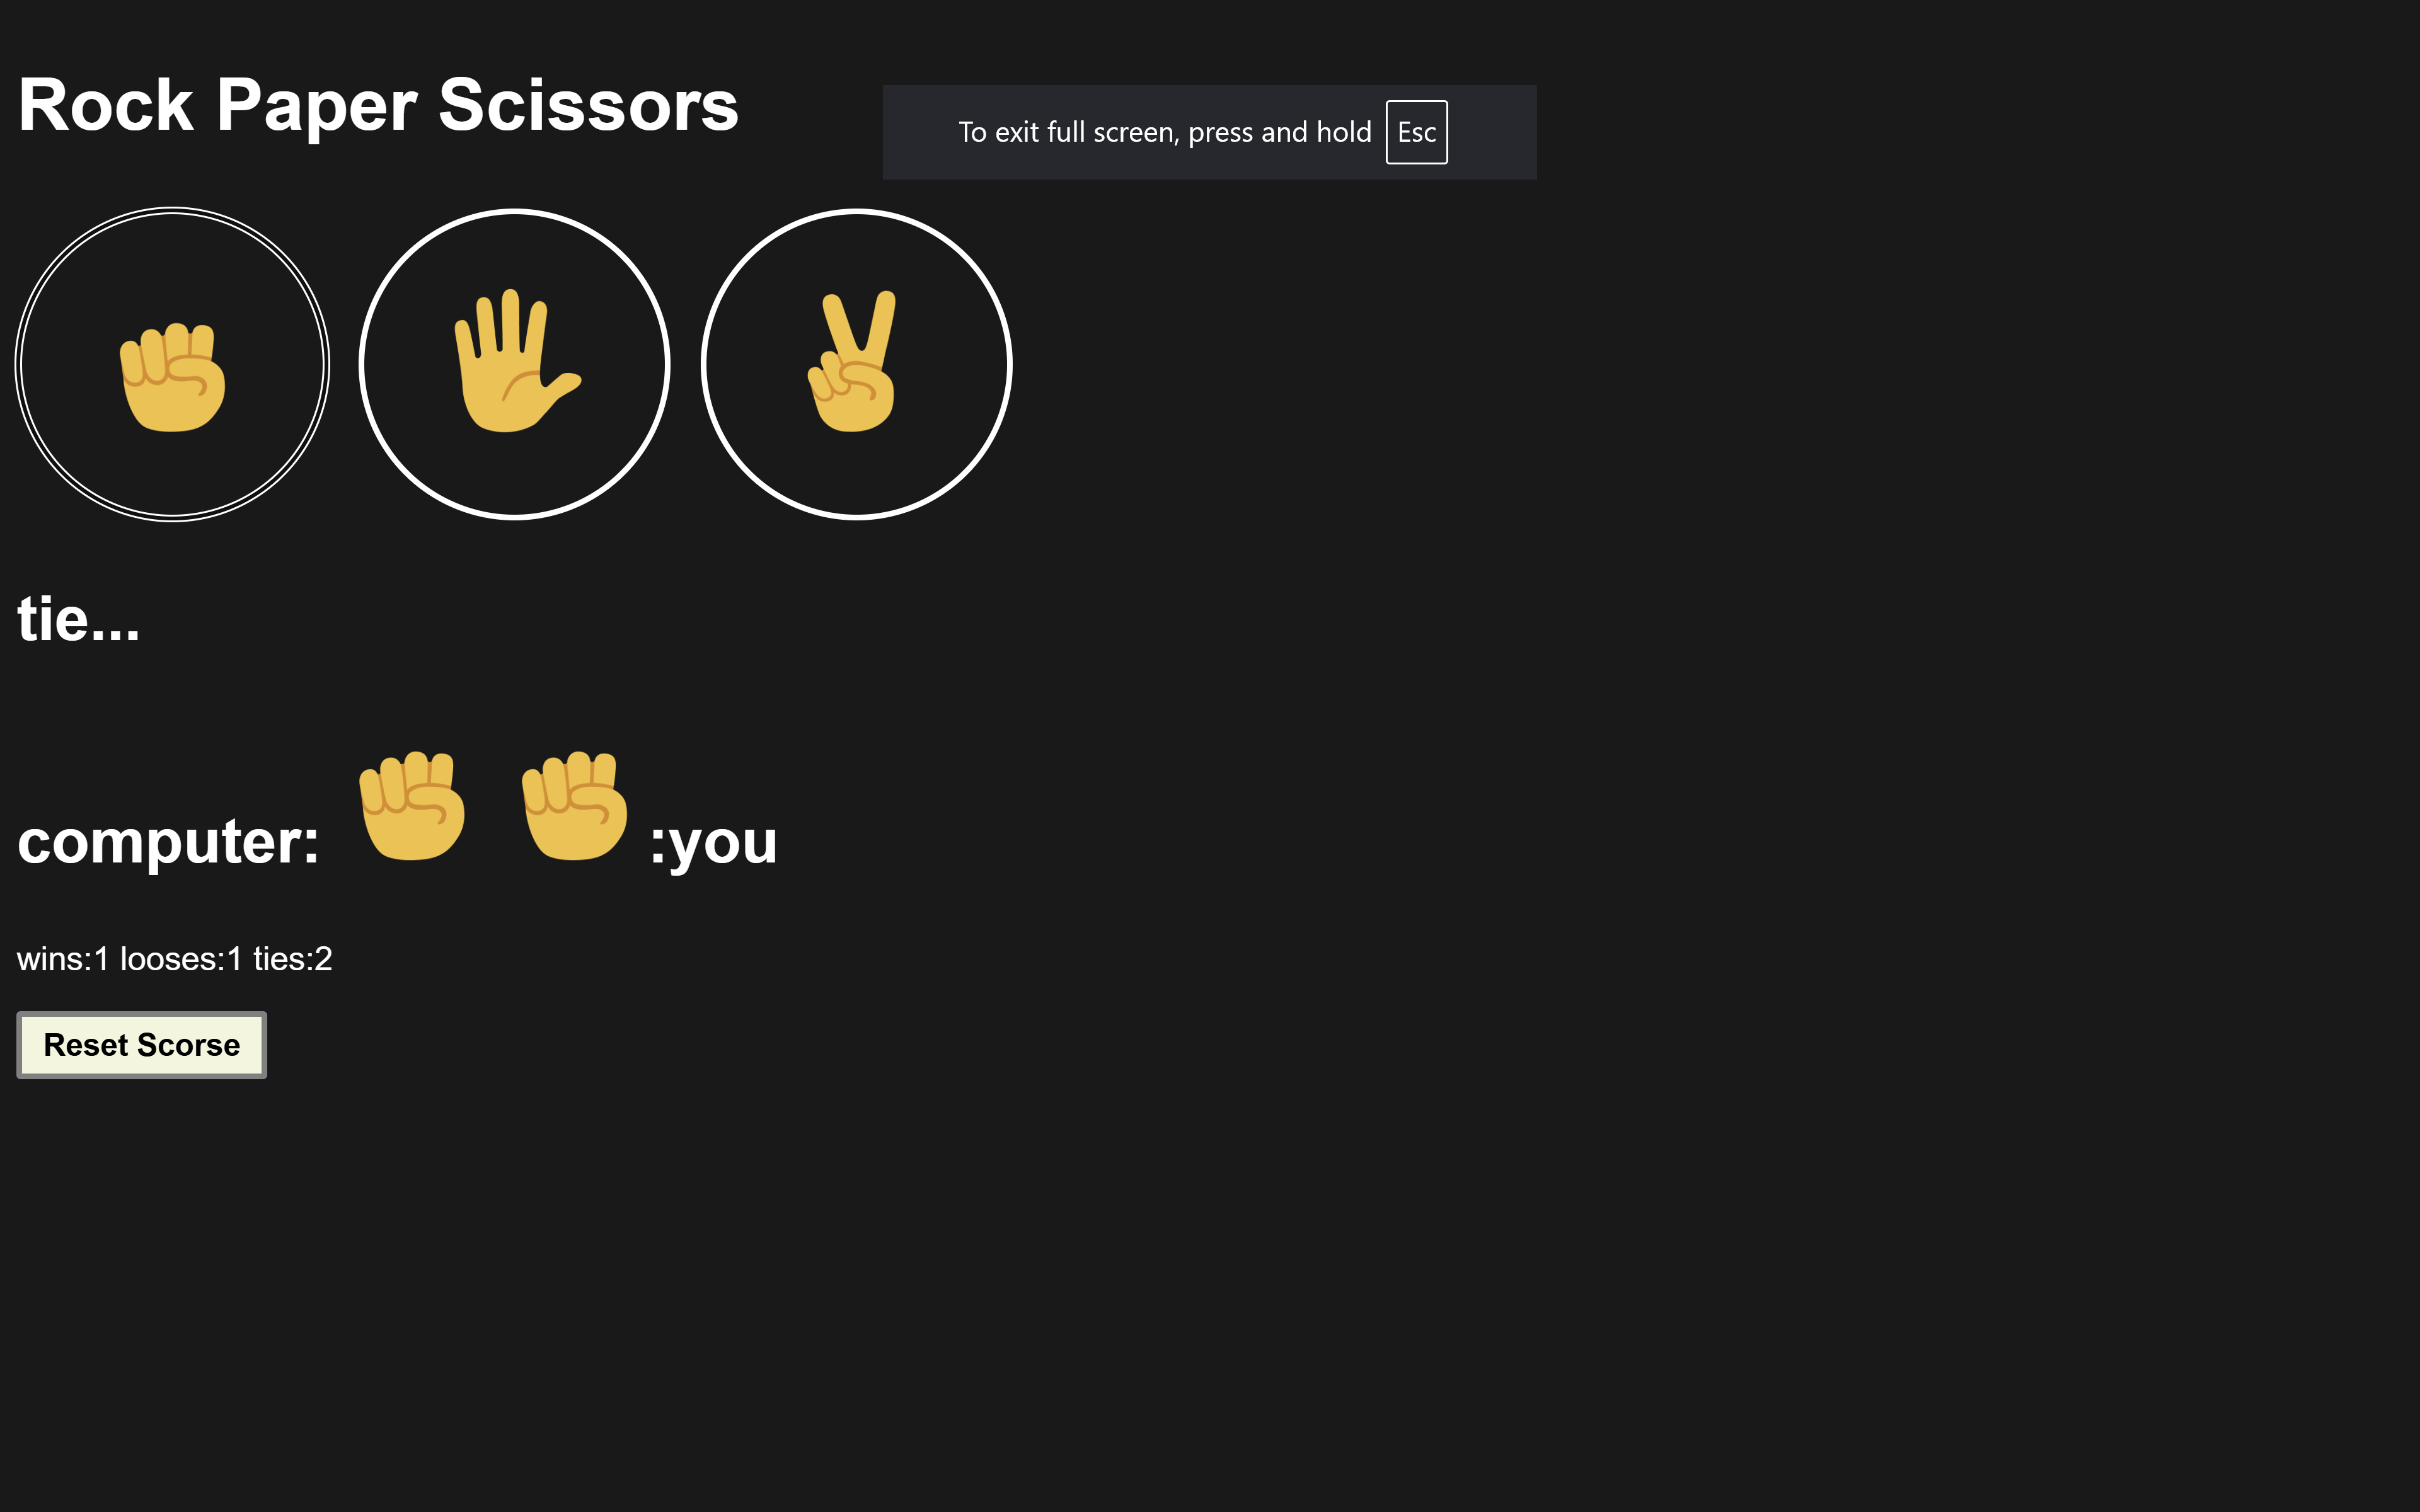 Rock Paper Scissors
To exit full screen, press and hold Esc
tie...
computer: :you
wins:1 looses:1 ties:2
Reset Scorse